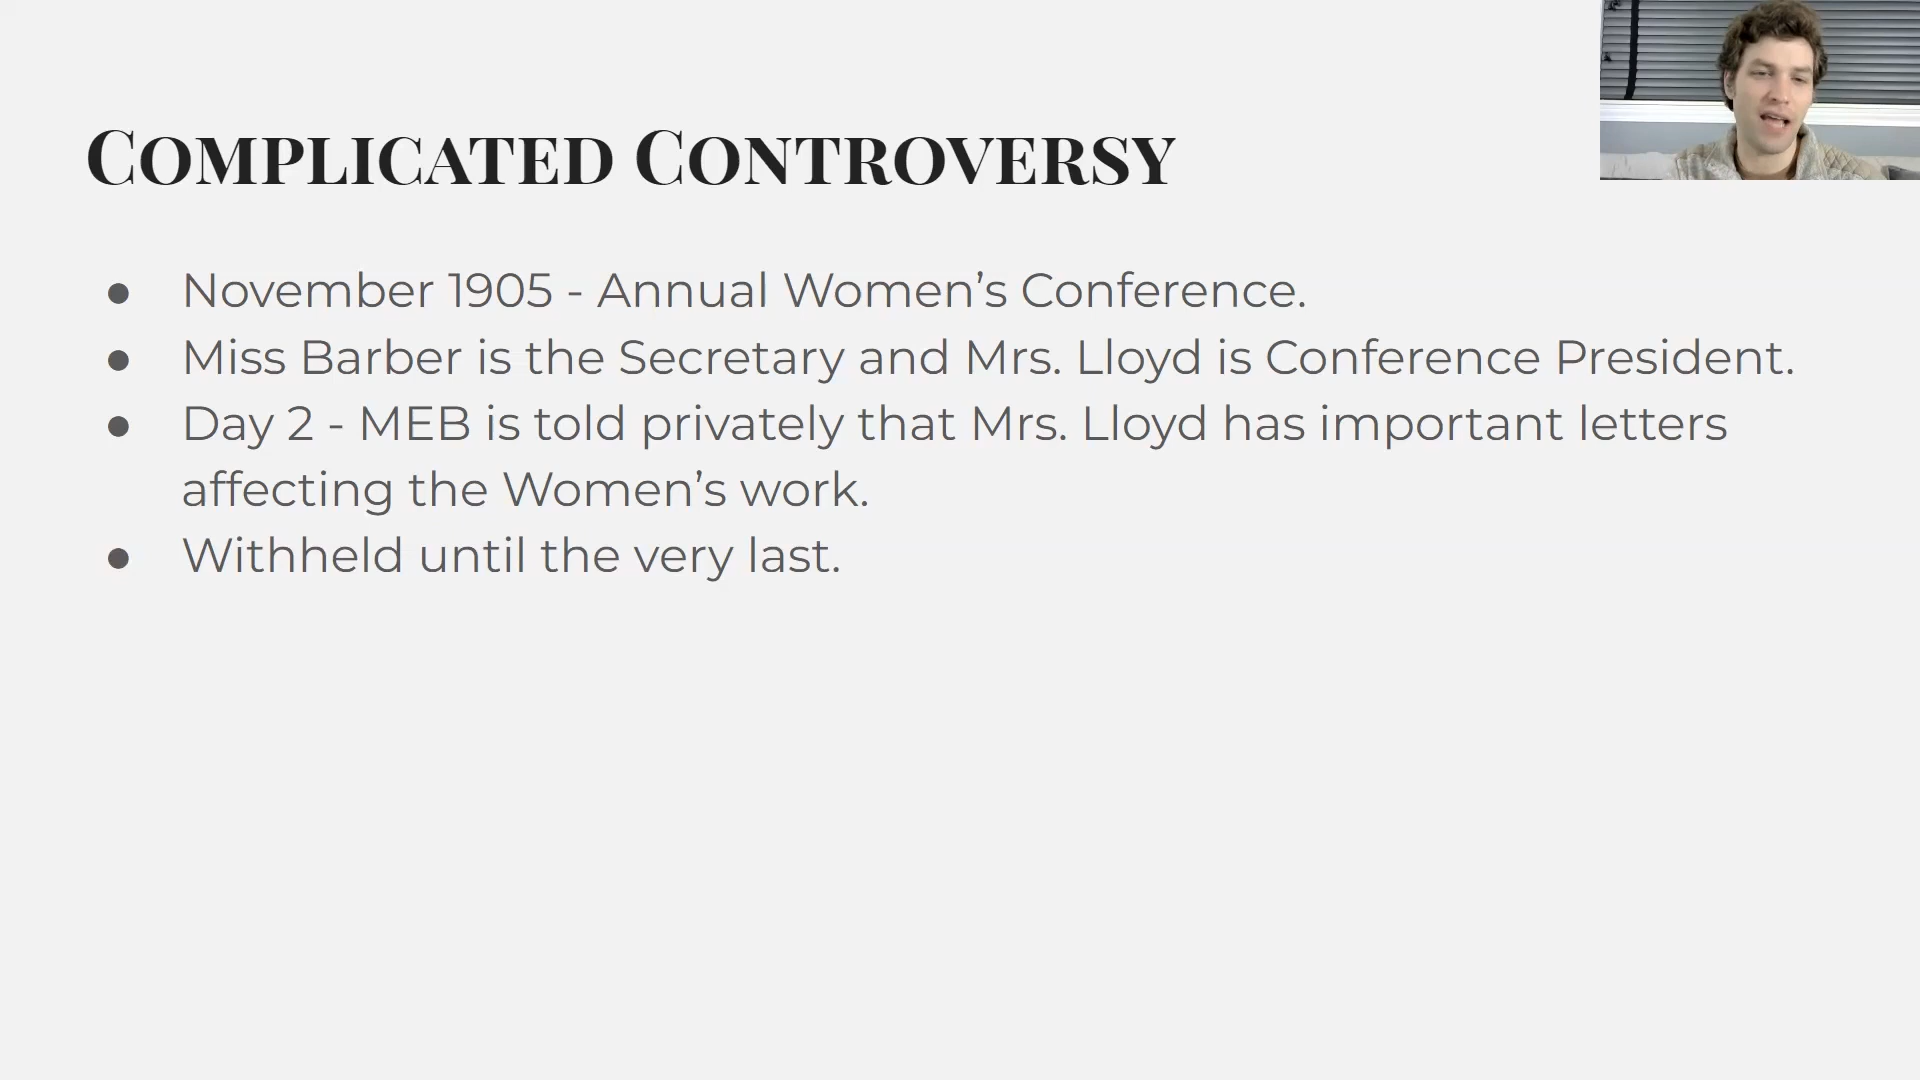 COMPLICATED CONTROVERSY
● November 1905 - Annual Women’s Conference.
● Miss Barber is the Secretary and Mrs. Lloyd is Conference President.
● Day 2 - MEB is told privately that Mrs. Lloyd has important letters
affecting the Women’s work.
● Withheld until the very last.